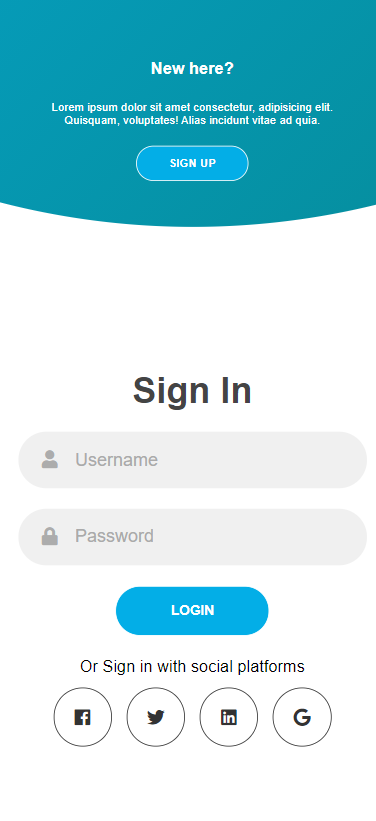 New here?
Lorem ipsum dolor sit amet consectetur, adipisicing elit.
Quisquam, voluptates! Alias incidunt vitae ad quia.
SIGN UP
Sign In
Username
Password
LOGIN
Or Sign in with social platforms